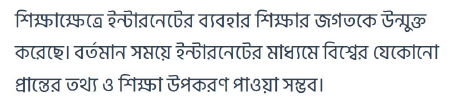 শিক্ষাক্ষেত্রে ইন্টারনেটের ব্যবহার শিক্ষার জগতকে উন্মুক্ত
করেছে। বর্তমান সময়ে ইন্টারনেটের মাধ্যমে বিশ্বের যেকোনো
প্রান্তের তথ্য ও শিক্ষা উপকরণ পাওয়া সম্ভব।